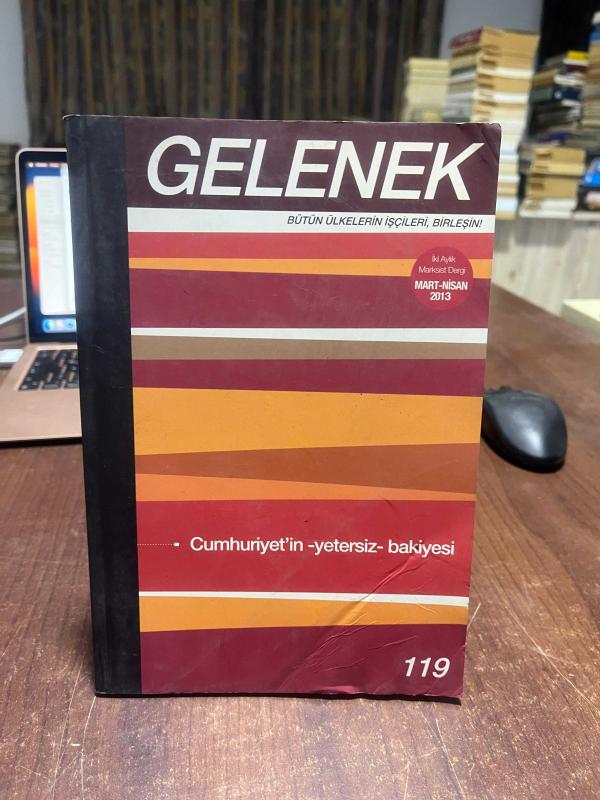 GELENEK
BÜTÜN ÜLKELERİN İŞÇİLERİ, BİRLEŞİN!
İki Aylık
Marksist Dergi
MART-NİSAN
2013
Cumhuriyet'in -yetersiz- bakiyesi
119